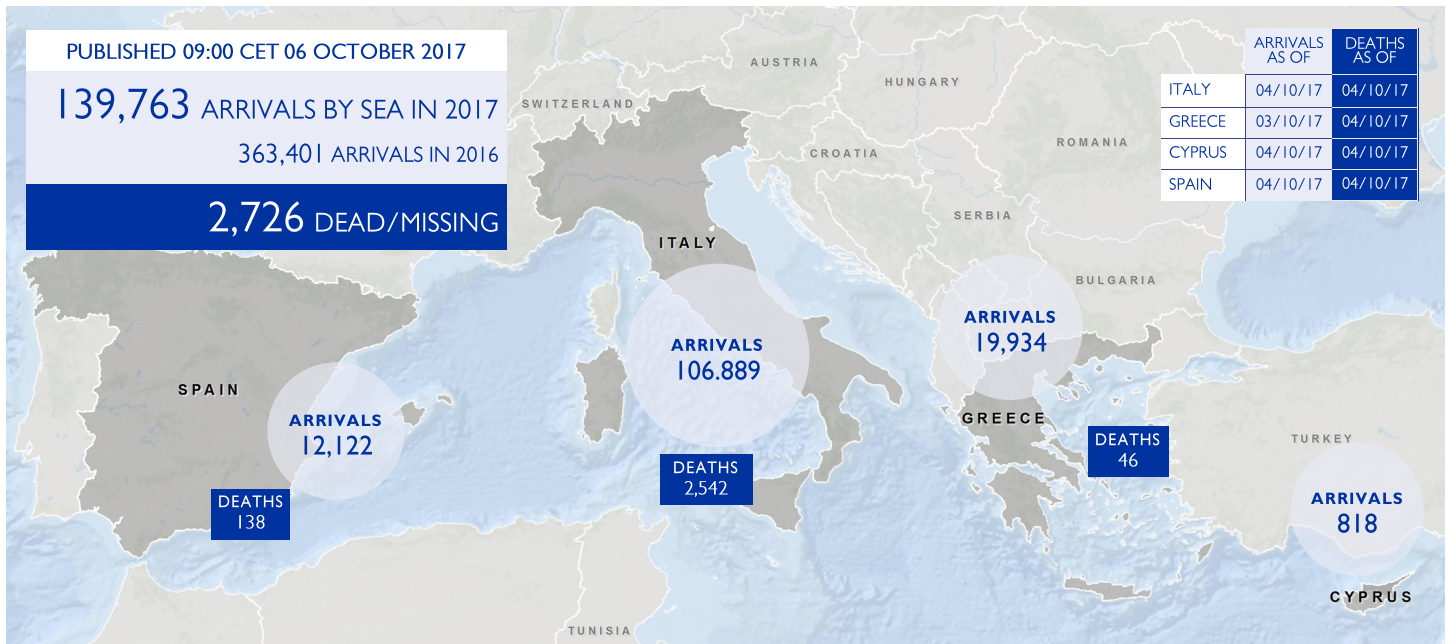 PUBLISHED 09:00 CET 06 OCTOBER 2017
139,763 ARRIVALS BY SEA IN 2017
363,401 ARRIVALS IN 2016
2,726 DEAD/MISSING
ARRIVALS
AS OF
DEATHS
AS OF
ITALY 04/10/17 04/10/17
GREECE 03/10/17 04/10/17
CYPRUS 04/10/17 04/10/17
SPAIN 04/10/17 04/10/17
AUSTRIA
HUNGARY
SWITZERLAND
ROMANIA
CROATIA
SERBIA
ITALY
BULGARIA
ARRIVALS
19,934
ARRIVALS
106.889
SPAIN
ARRIVALS
12,122
GREECE
DEATHS
46
TURKEY
DEATHS
2,542
DEATHS
138
ARRIVALS
818
CYPRUS
TUNISIA